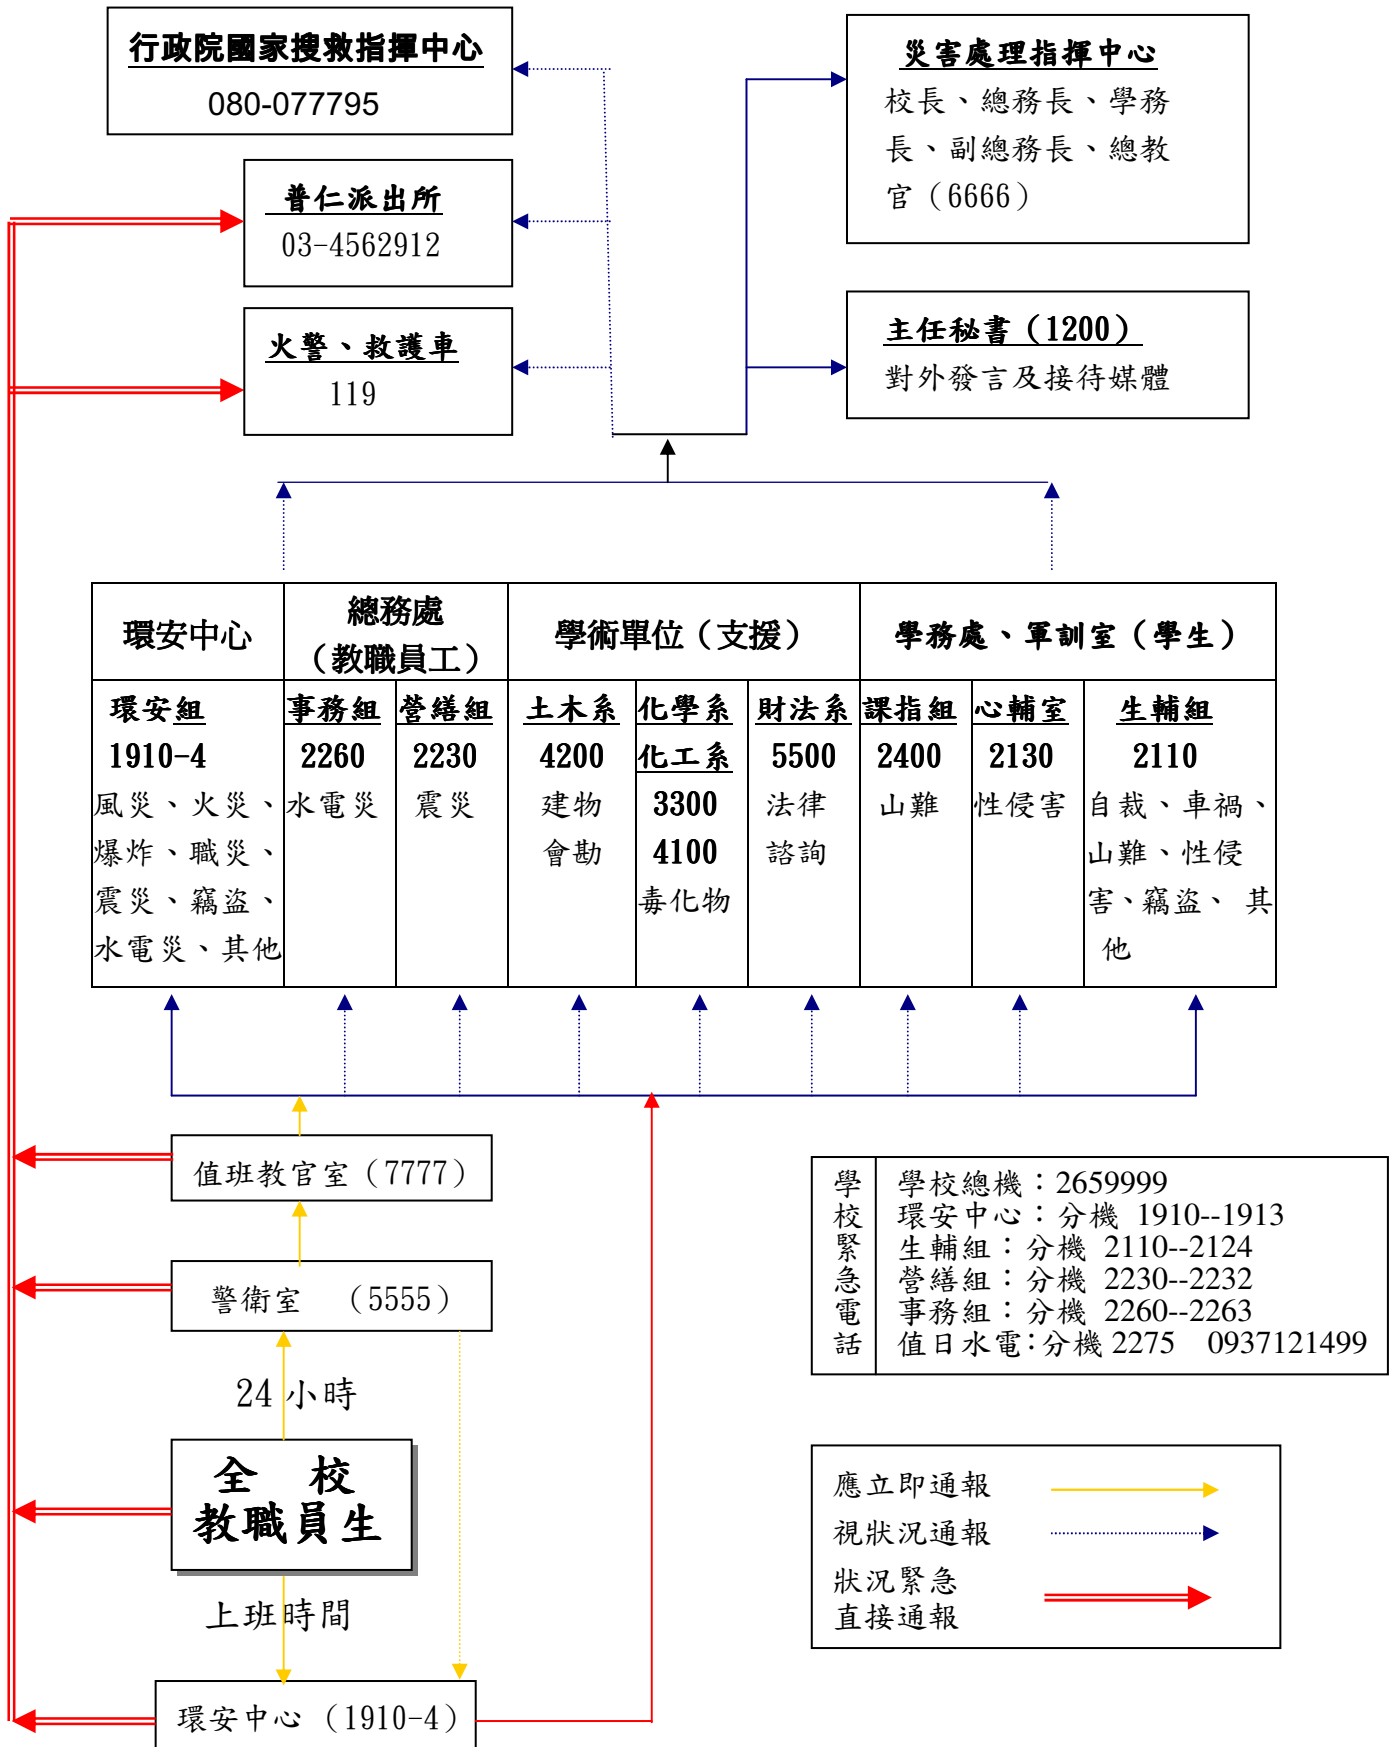 行政院國家搜救指揮中心
080-077795
災害處理指揮中心
校長、總務長、學務
長、副總務長、總教
官（6666）
普仁派出所
03-4562912
主任秘書（1200）
對外發言及接待媒體
火警、救護車
119
環安中心
總務處
（教職員工）
學術單位（支援）
學務處、軍訓室（學生）
環安組
1910-4
風災、火災、
爆炸、職災、
震災、竊盜、
水電災、其他
事務組
2260
水電災
營繕組
2230
震災
土木系
4200
建物
會勘
化學系
化工系
3300
4100
毒化物
財法系
5500
法律
諮詢
課指組
2400
山難
心輔室
2130
性侵害
生輔組
2110
自裁、車禍、
山難、性侵
害、竊盜、 其
他
值班教官室（7777）
警衛室 （5555）
24 小時
全 校
教職員生
上班時間
環安中心 （1910-4）
學校緊急電話
學校總機：2659999
環安中心：分機 1910--1913
生輔組：分機 2110--2124
營繕組：分機 2230--2232
事務組：分機 2260--2263
值日水電：分機 2275 0937121499
應立即通報
視狀況通報
狀況緊急
直接通報